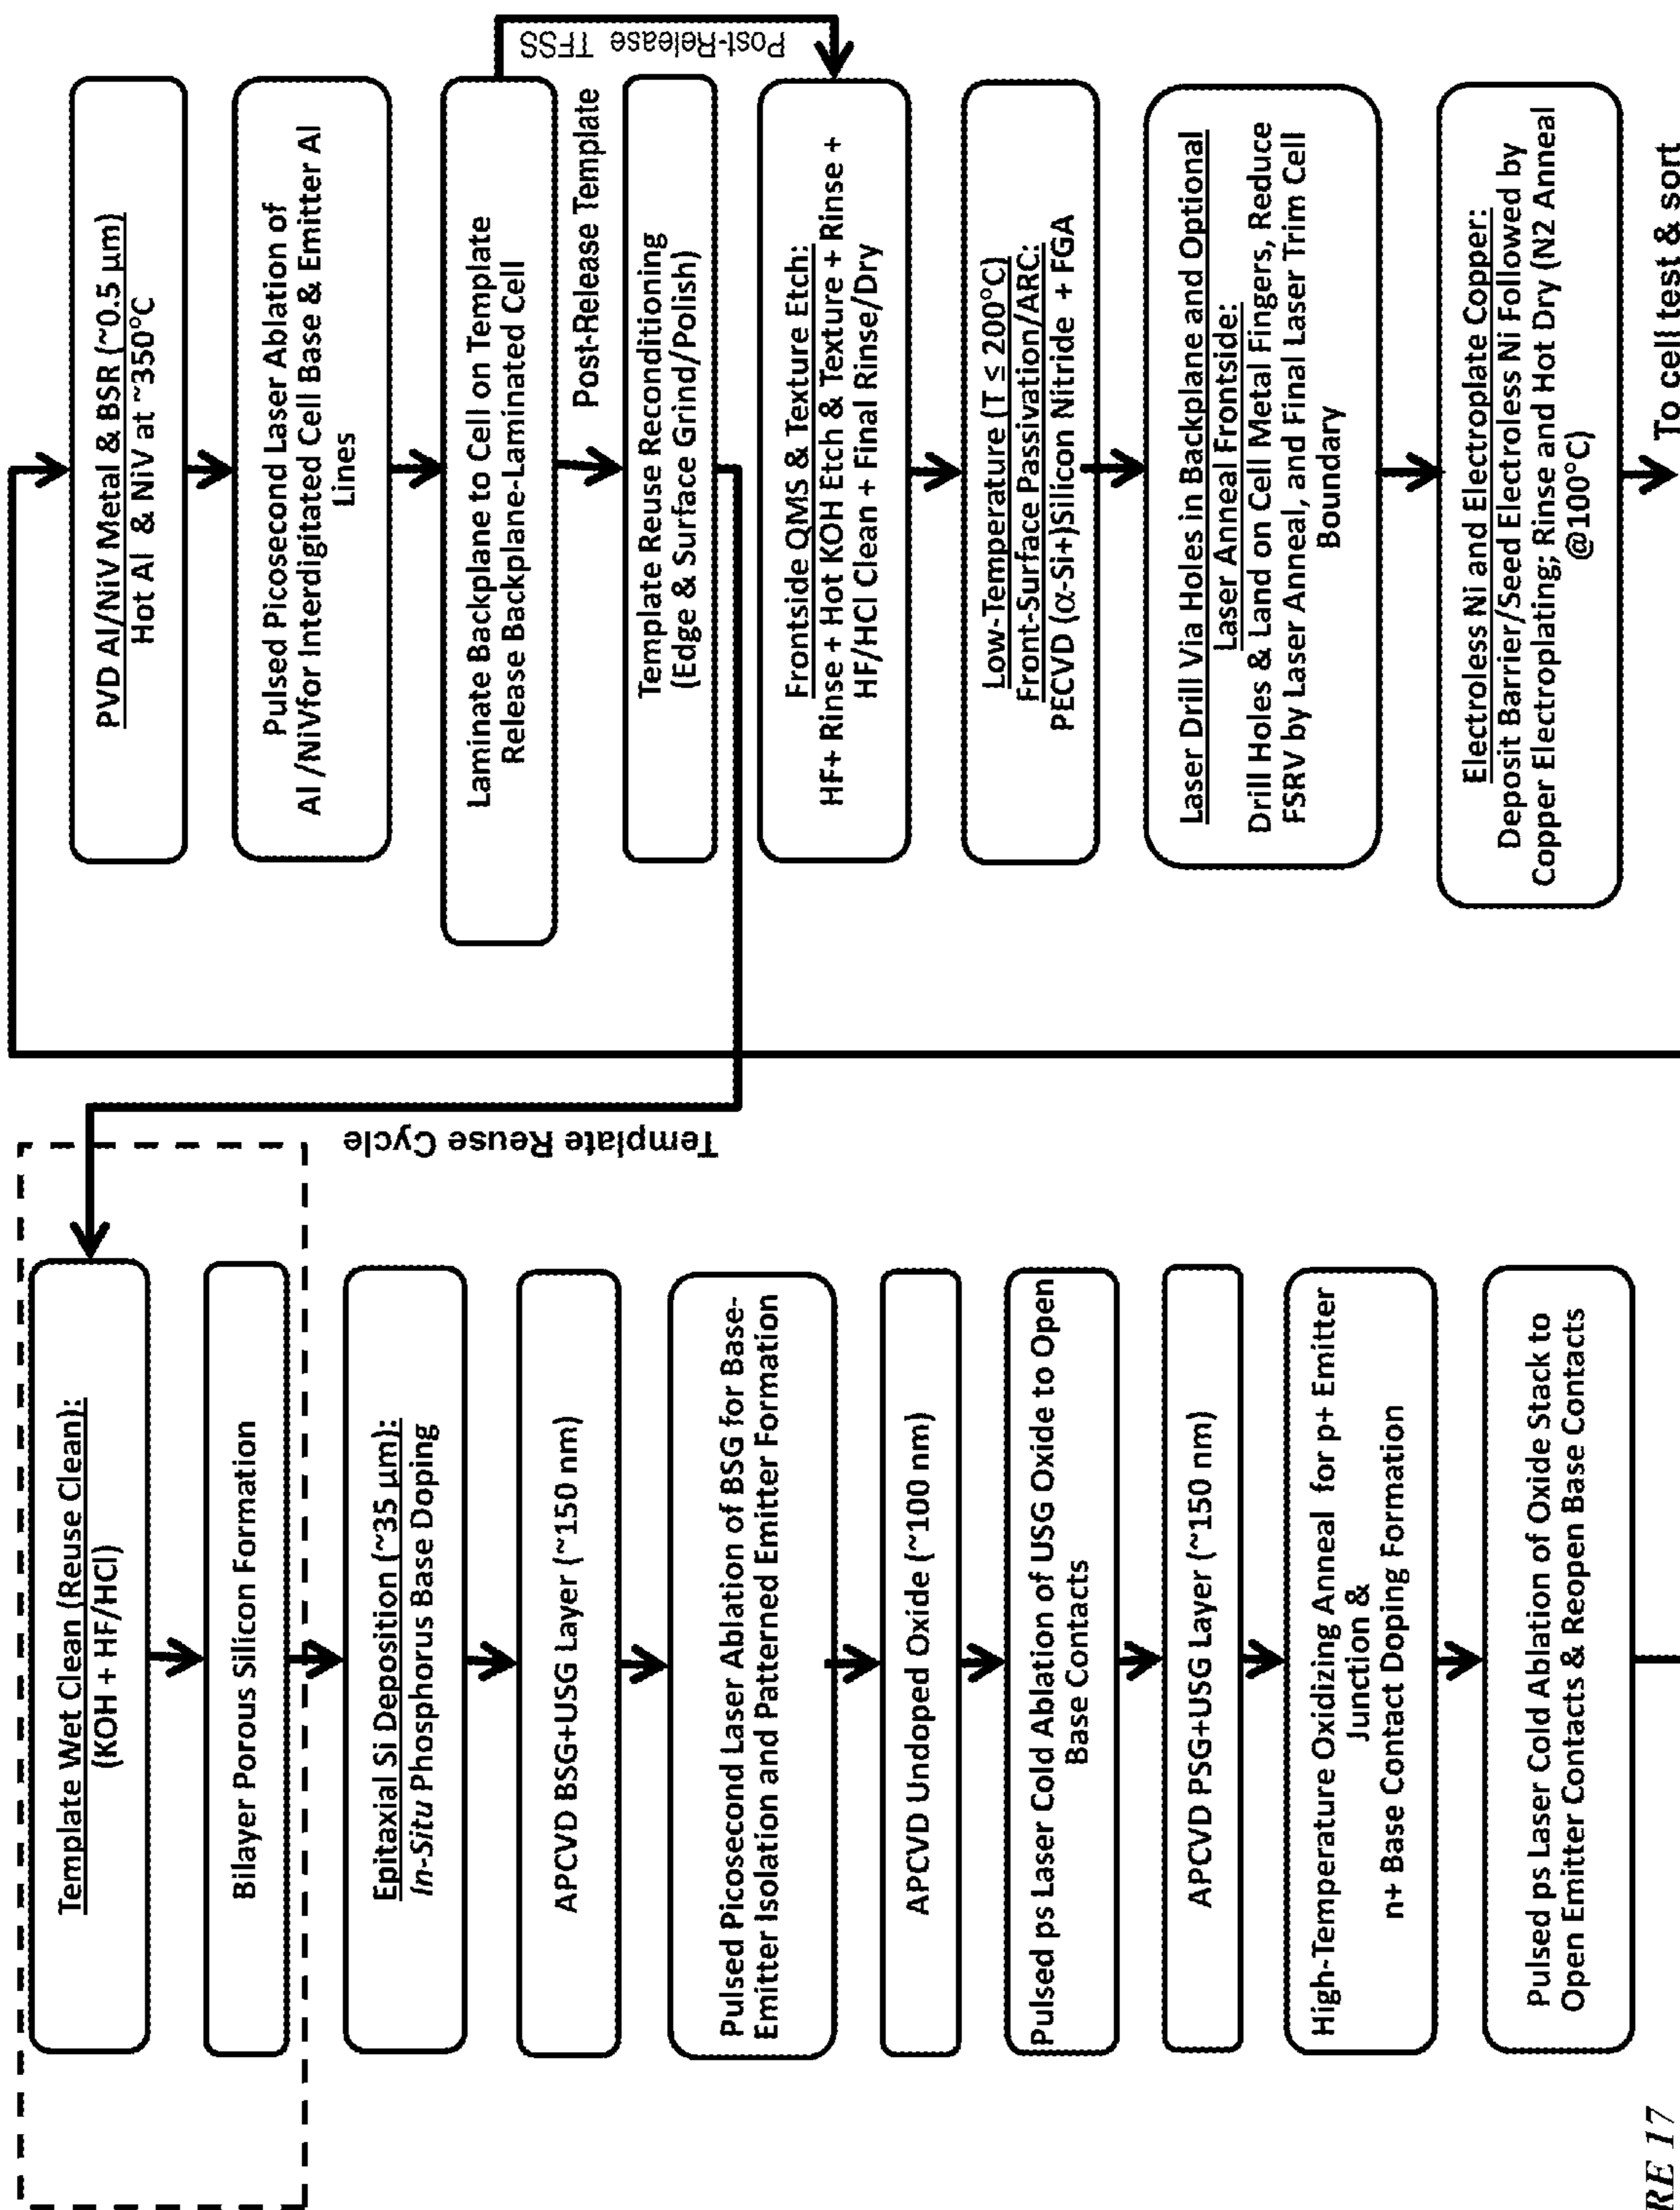 Template Wet Clean (Reuse Clean):
(KOH + HF/HCl)
Bilayer Porous Silicon Formation
Epitaxial Si Deposition (~35 µm):
In-Situ Phosphorus Base Doping
APCVD BSG+USG Layer (~150 nm)
Pulsed Picosecond Laser Ablation of BSG for Base-
Emitter Isolation and Patterned Emitter Formation
APCVD Undoped Oxide (~100 nm)
Pulsed ps Laser Cold Ablation of USG Oxide to Open
Base Contacts
APCVD PSG+USG Layer (~150 nm)
High-Temperature Oxidizing Anneal for p+ Emitter
Junction &
n+ Base Contact Doping Formation
Pulsed ps Laser Cold Ablation of Oxide Stack to
Open Emitter Contacts & Reopen Base Contacts
Template Reuse Cycle
PVD Al/NiV Metal & BSR (~0.5 µm)
Hot Al & NiV at ~350°C
Pulsed Picosecond Laser Ablation of
Al /NiVfor Interdigitated Cell Base & Emitter Al
Lines
Laminate Backplane to Cell on Template
Release Backplane-Laminated Cell
Post-Release Template
Post-Release TFSS
Template Reuse Reconditioning
(Edge & Surface Grind/Polish)
Frontside QMS & Texture Etch:
HF+ Rinse + Hot KOH Etch & Texture + Rinse +
HF/HCl Clean + Final Rinse/Dry
Low-Temperature (T ≤ 200°C)
Front-Surface Passivation/ARC:
PECVD (α-Si+)Silicon Nitride + FGA
Laser Drill Via Holes in Backplane and Optional
Laser Anneal Frontside:
Drill Holes & Land on Cell Metal Fingers, Reduce
FSRV by Laser Anneal, and Final Laser Trim Cell
Boundary
Electroless Ni and Electroplate Copper:
Deposit Barrier/Seed Electroless Ni Followed by
Copper Electroplating; Rinse and Hot Dry (N2 Anneal
@100°C)
To cell test & sort
RE 17